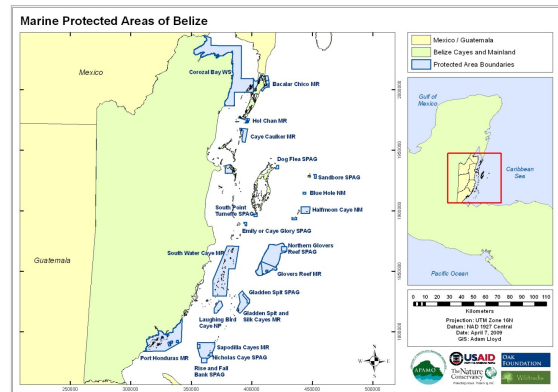 Marine Protected Areas of Belize
Mexico
Guatemala
Corozal Bay WS
Bacalar Chico MR
Hol Chan MR
Caye Caulker MR
Dog Flea SPAG
Sandbore SPAG
Blue Hole NM
Halfmoon Caye NM
South Point
Turneffe SPAG
Emily or Caye Glory SPAG
South Water Caye MR
Northern Glovers
Reef SPAG
Glovers Reef MR
Gladden Spit SPAG
Gladden Spit and
Silk Cayes MR
Laughing Bird
Caye NP
Sapodilla Cayes MR
Port Honduras MR
Nicholas Caye SPAG
Rise and Fall
Bank SPAG
N
W
E
S
250000
300000
350000
400000
450000
500000
Mexico / Guatemala
Belize Cayes and Mainland
Protected Area Boundaries
Gulf of
Mexico
Caribbean
Sea
Pacific Ocean
0 10 20 30 40 50 60 70 80 90 100 110
Kilometers
Projection: UTM Zone 16N
Datum: NAD 1927 Central
Date: April 7, 2009
GIS: Adam Lloyd
APAMO
USAID
OAK
FOUNDATION
The Nature
Conservancy
Wildtracks